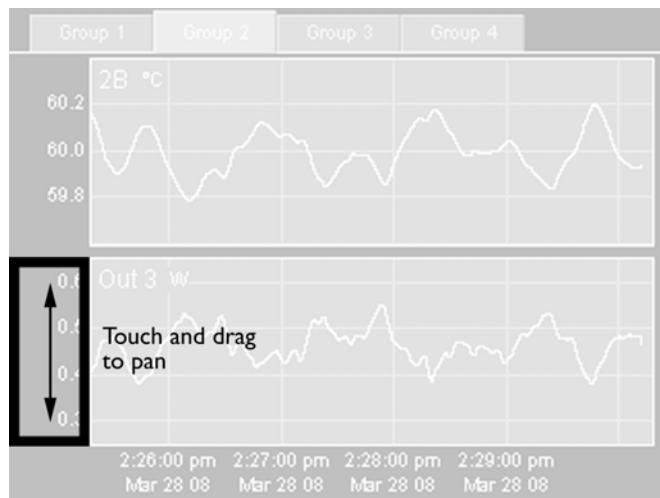 Group 1 Group 2 Group 3 Group 4
2B °C
60.2
60.0
59.8
Out 3 W
0.6
0.5
Touch and drag
to pan
0.4
0.3
2:26:00 pm 2:27:00 pm 2:28:00 pm 2:29:00 pm
Mar 28 08 Mar 28 08 Mar 28 08 Mar 28 08